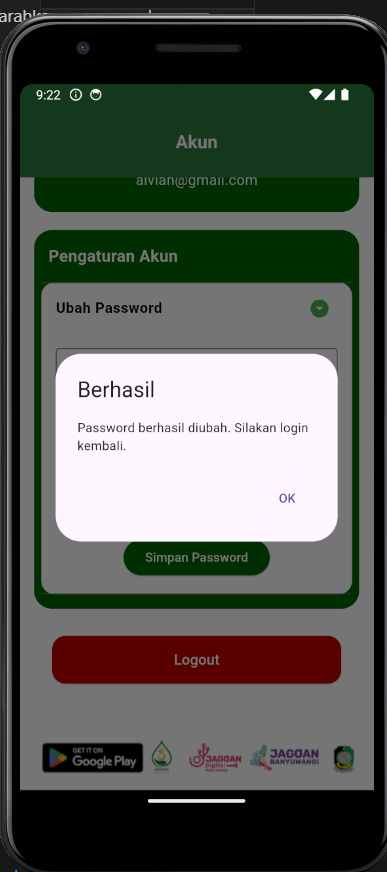 9:22
Akun
alvian@gmail.com
Pengaturan Akun
Ubah Password
Berhasil
Password berhasil diubah. Silakan login
kembali.
OK
Simpan Password
Logout
GET IT ON
Google Play
JAGOAN
Digital
JAGOAN
BANYUWANGI